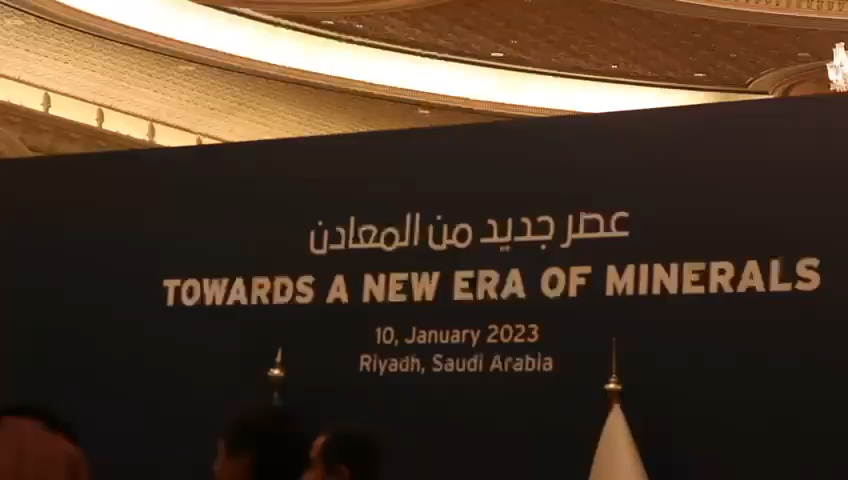 عصر جديد من المعادن
TOWARDS A NEW ERA OF MINERALS
10, January 2023
Riyadh, Saudi Arabia